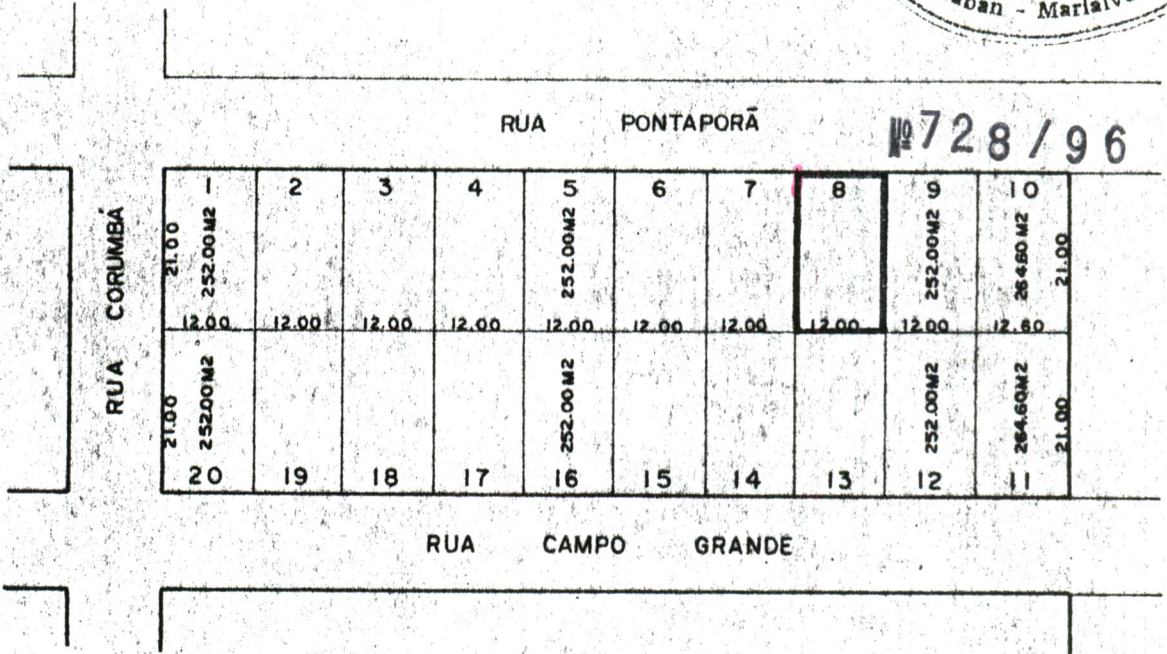 - Marialv
RUA PONTAPORÃ
Nº 728/96
1 2 3 4 5 6 7 8 9 10
21.00 252.00M2 252.00M2 252.00M2 264.60M2 21.00
12.00 12.00 12.00 12.00 12.00 12.00 12.00 12.00 12.00 12.60
RUA CORUMBÁ
21.00 252.00M2 252.00M2 252.00M2 264.60M2 21.00
20 19 18 17 16 15 14 13 12 11
RUA CAMPO GRANDE